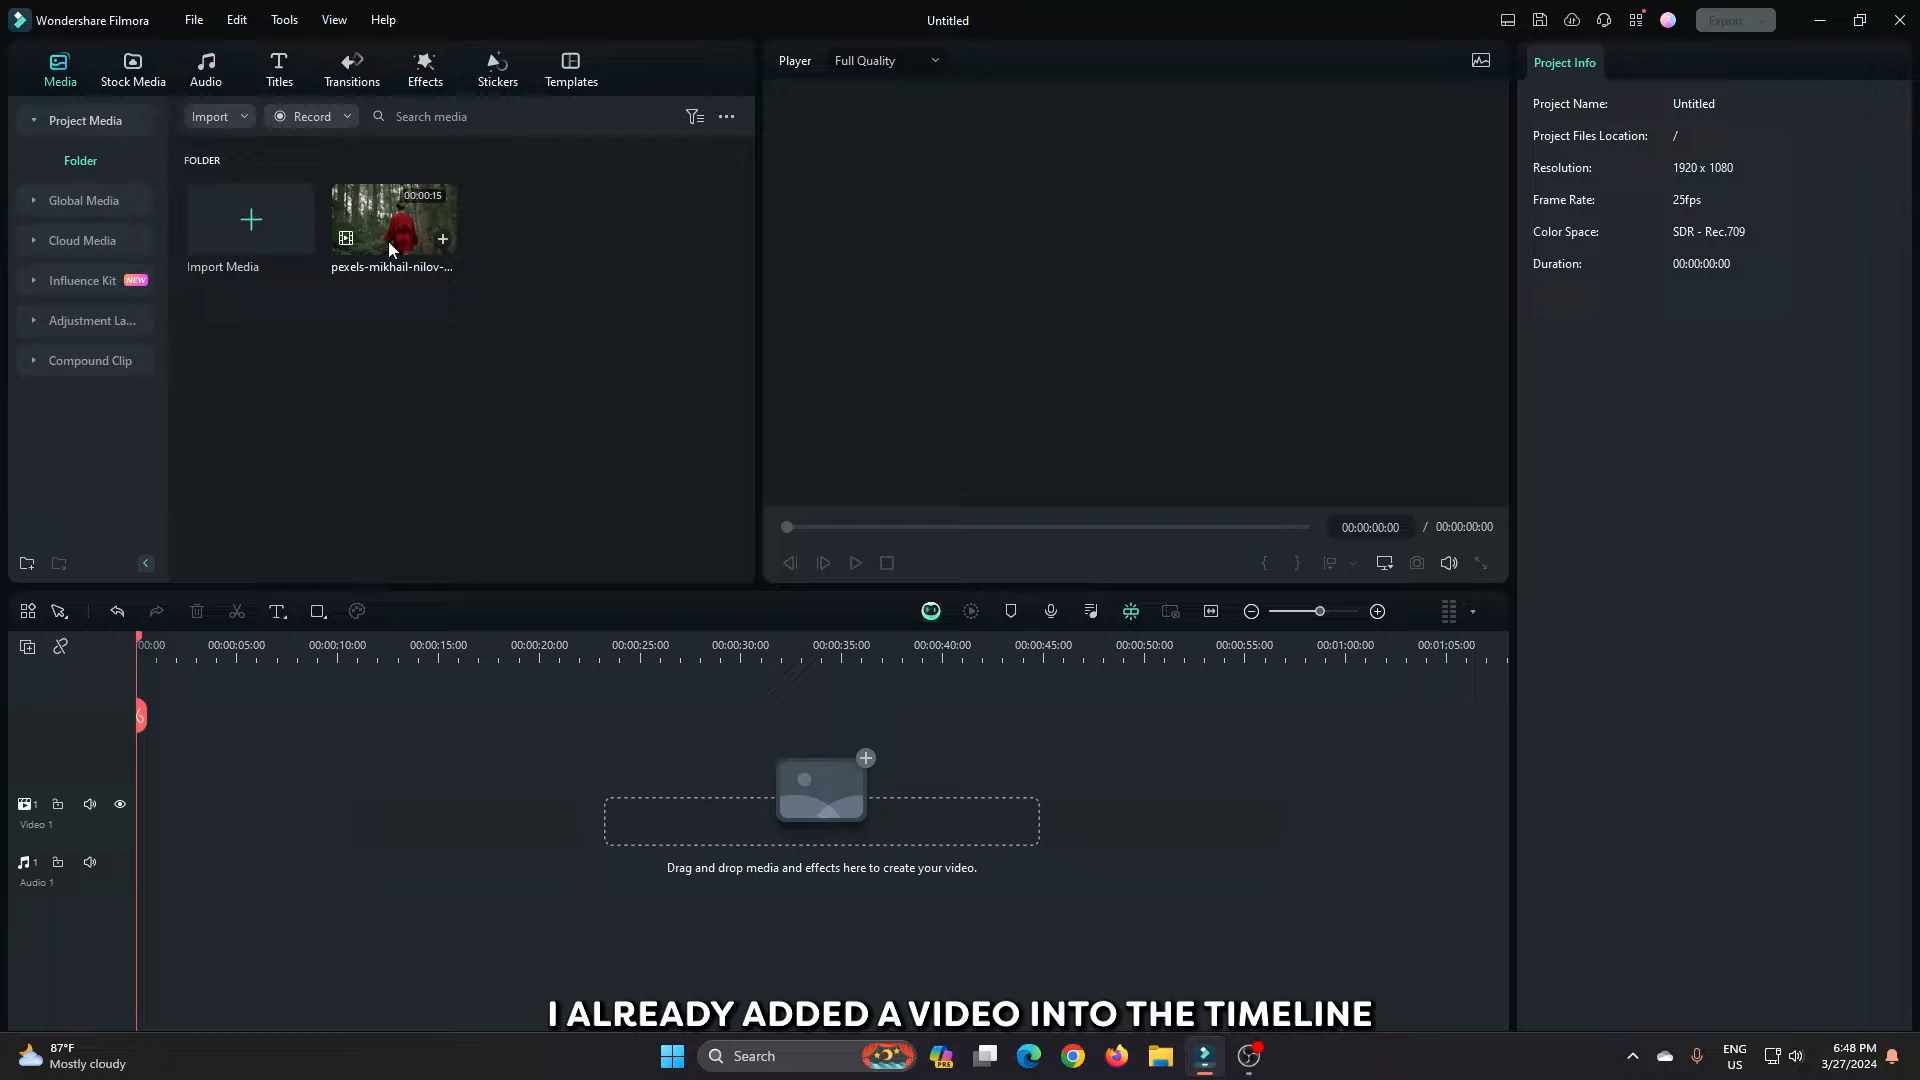 Wondershare Filmora File Edit Tools View Help Untitled Export
Media Stock Media Audio Titles Transitions Effects Stickers Templates
Player Full Quality
Project Info
Project Media
Import Record Search media
Folder
FOLDER
Global Media
00:00:15
Cloud Media
Import Media
pexels-mikhail-nilov-...
Influence Kit NEW
Adjustment La...
Compound Clip
Project Name: Untitled
Project Files Location: /
Resolution: 1920 x 1080
Frame Rate: 25fps
Color Space: SDR - Rec.709
Duration: 00:00:00:00
00:00:00:00 / 00:00:00:00
00:00 00:00:05:00 00:00:10:00 00:00:15:00 00:00:20:00 00:00:25:00 00:00:30:00 00:00:35:00 00:00:40:00 00:00:45:00 00:00:50:00 00:00:55:00 00:01:00:00 00:01:05:00
1
Video 1
1
Audio 1
Drag and drop media and effects here to create your video.
I ALREADY ADDED A VIDEO INTO THE TIMELINE
87°F
Mostly cloudy
Search
PRE
ENG
US
6:48 PM
3/27/2024